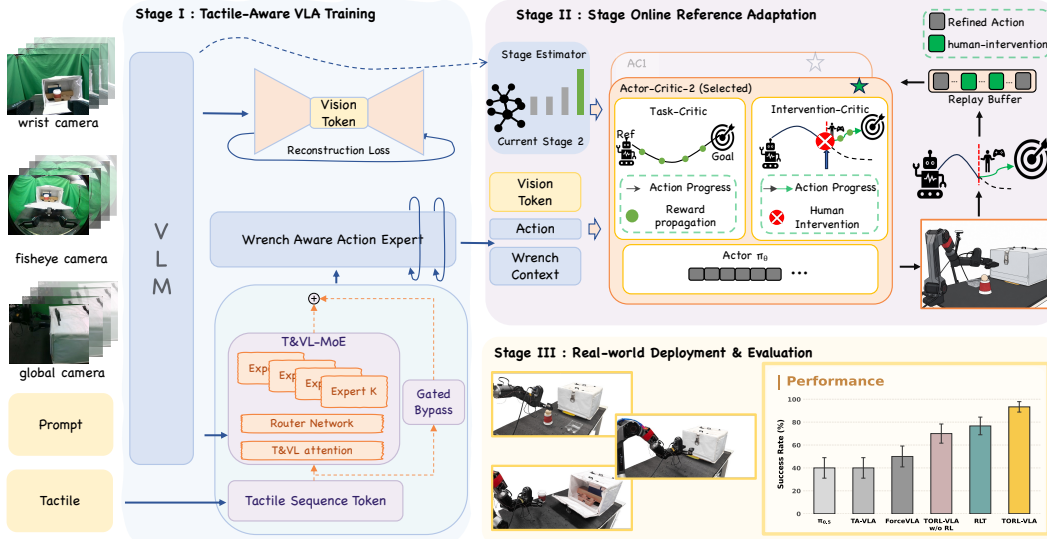 Stage I : Tactile-Aware VLA Training
wrist camera
fisheye camera
global camera
Prompt
Tactile
V
L
M
Vision
Token
Reconstruction Loss
Wrench Aware Action Expert
T&VL-MoE
Expe
Exp
Exp
Expert K
Router Network
T&VL attention
Gated
Bypass
Tactile Sequence Token
Stage II : Stage Online Reference Adaptation
Stage Estimator
Current Stage 2
Vision
Token
Action
Wrench
Context
AC1
Actor-Critic-2 (Selected)
Task-Critic
Ref
Goal
Action Progress
Reward
propagation
Intervention-Critic
Action Progress
Human
Intervention
Actor πθ
Refined Action
human-intervention
Replay Buffer
Stage III : Real-world Deployment & Evaluation
Performance
Success Rate (%)
100
80
60
40
20
0
π0.5
TA-VLA
ForceVLA
TORL-VLA
w/o RL
RLT
TORL-VLA